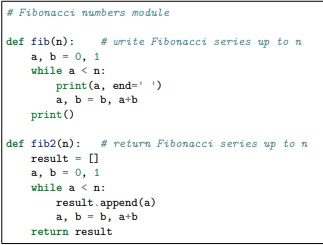 # Fibonacci numbers module

def fib(n):    # write Fibonacci series up to n
    a, b = 0, 1
    while a < n:
        print(a, end=' ')
        a, b = b, a+b
    print()

def fib2(n):   # return Fibonacci series up to n
    result = []
    a, b = 0, 1
    while a < n:
        result.append(a)
        a, b = b, a+b
    return result